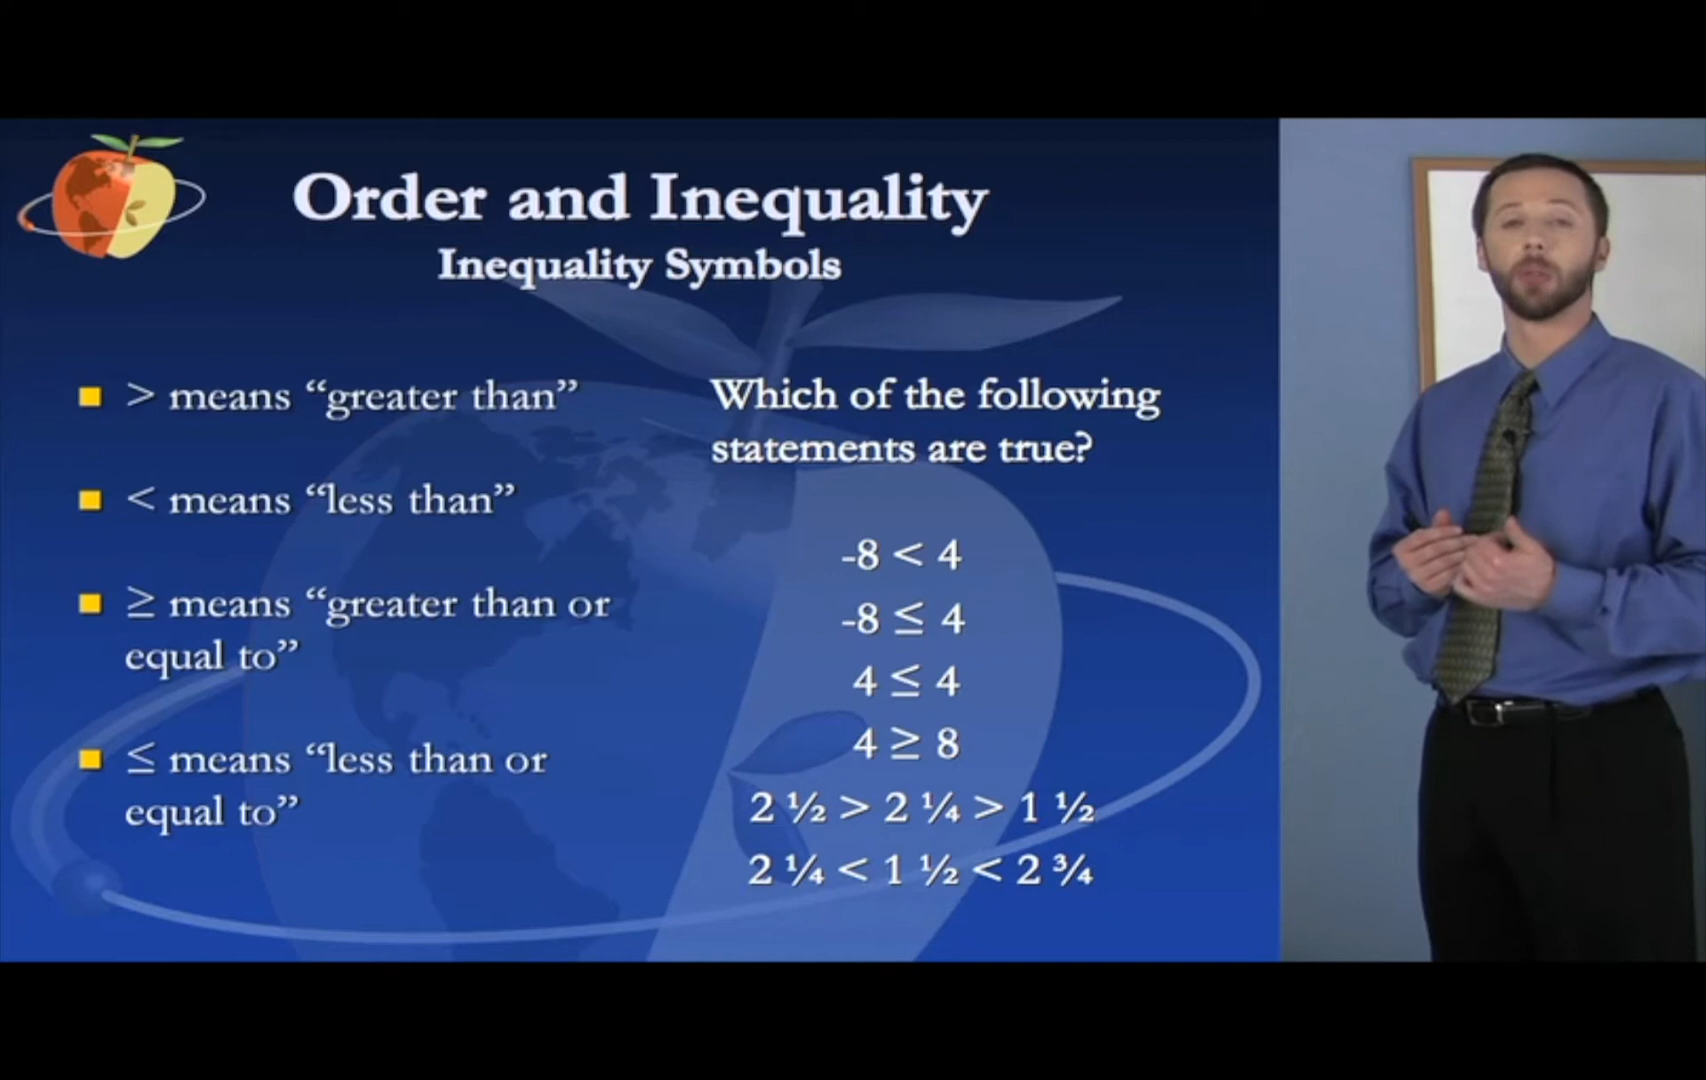 Order and Inequality
Inequality Symbols
> means “greater than”
< means “less than”
≥ means “greater than or
equal to”
≤ means “less than or
equal to”
Which of the following
statements are true?
-8 < 4
-8 ≤ 4
4 ≤ 4
4 ≥ 8
2 ½ > 2 ¼ > 1 ½
2 ¼ < 1 ½ < 2 ¾